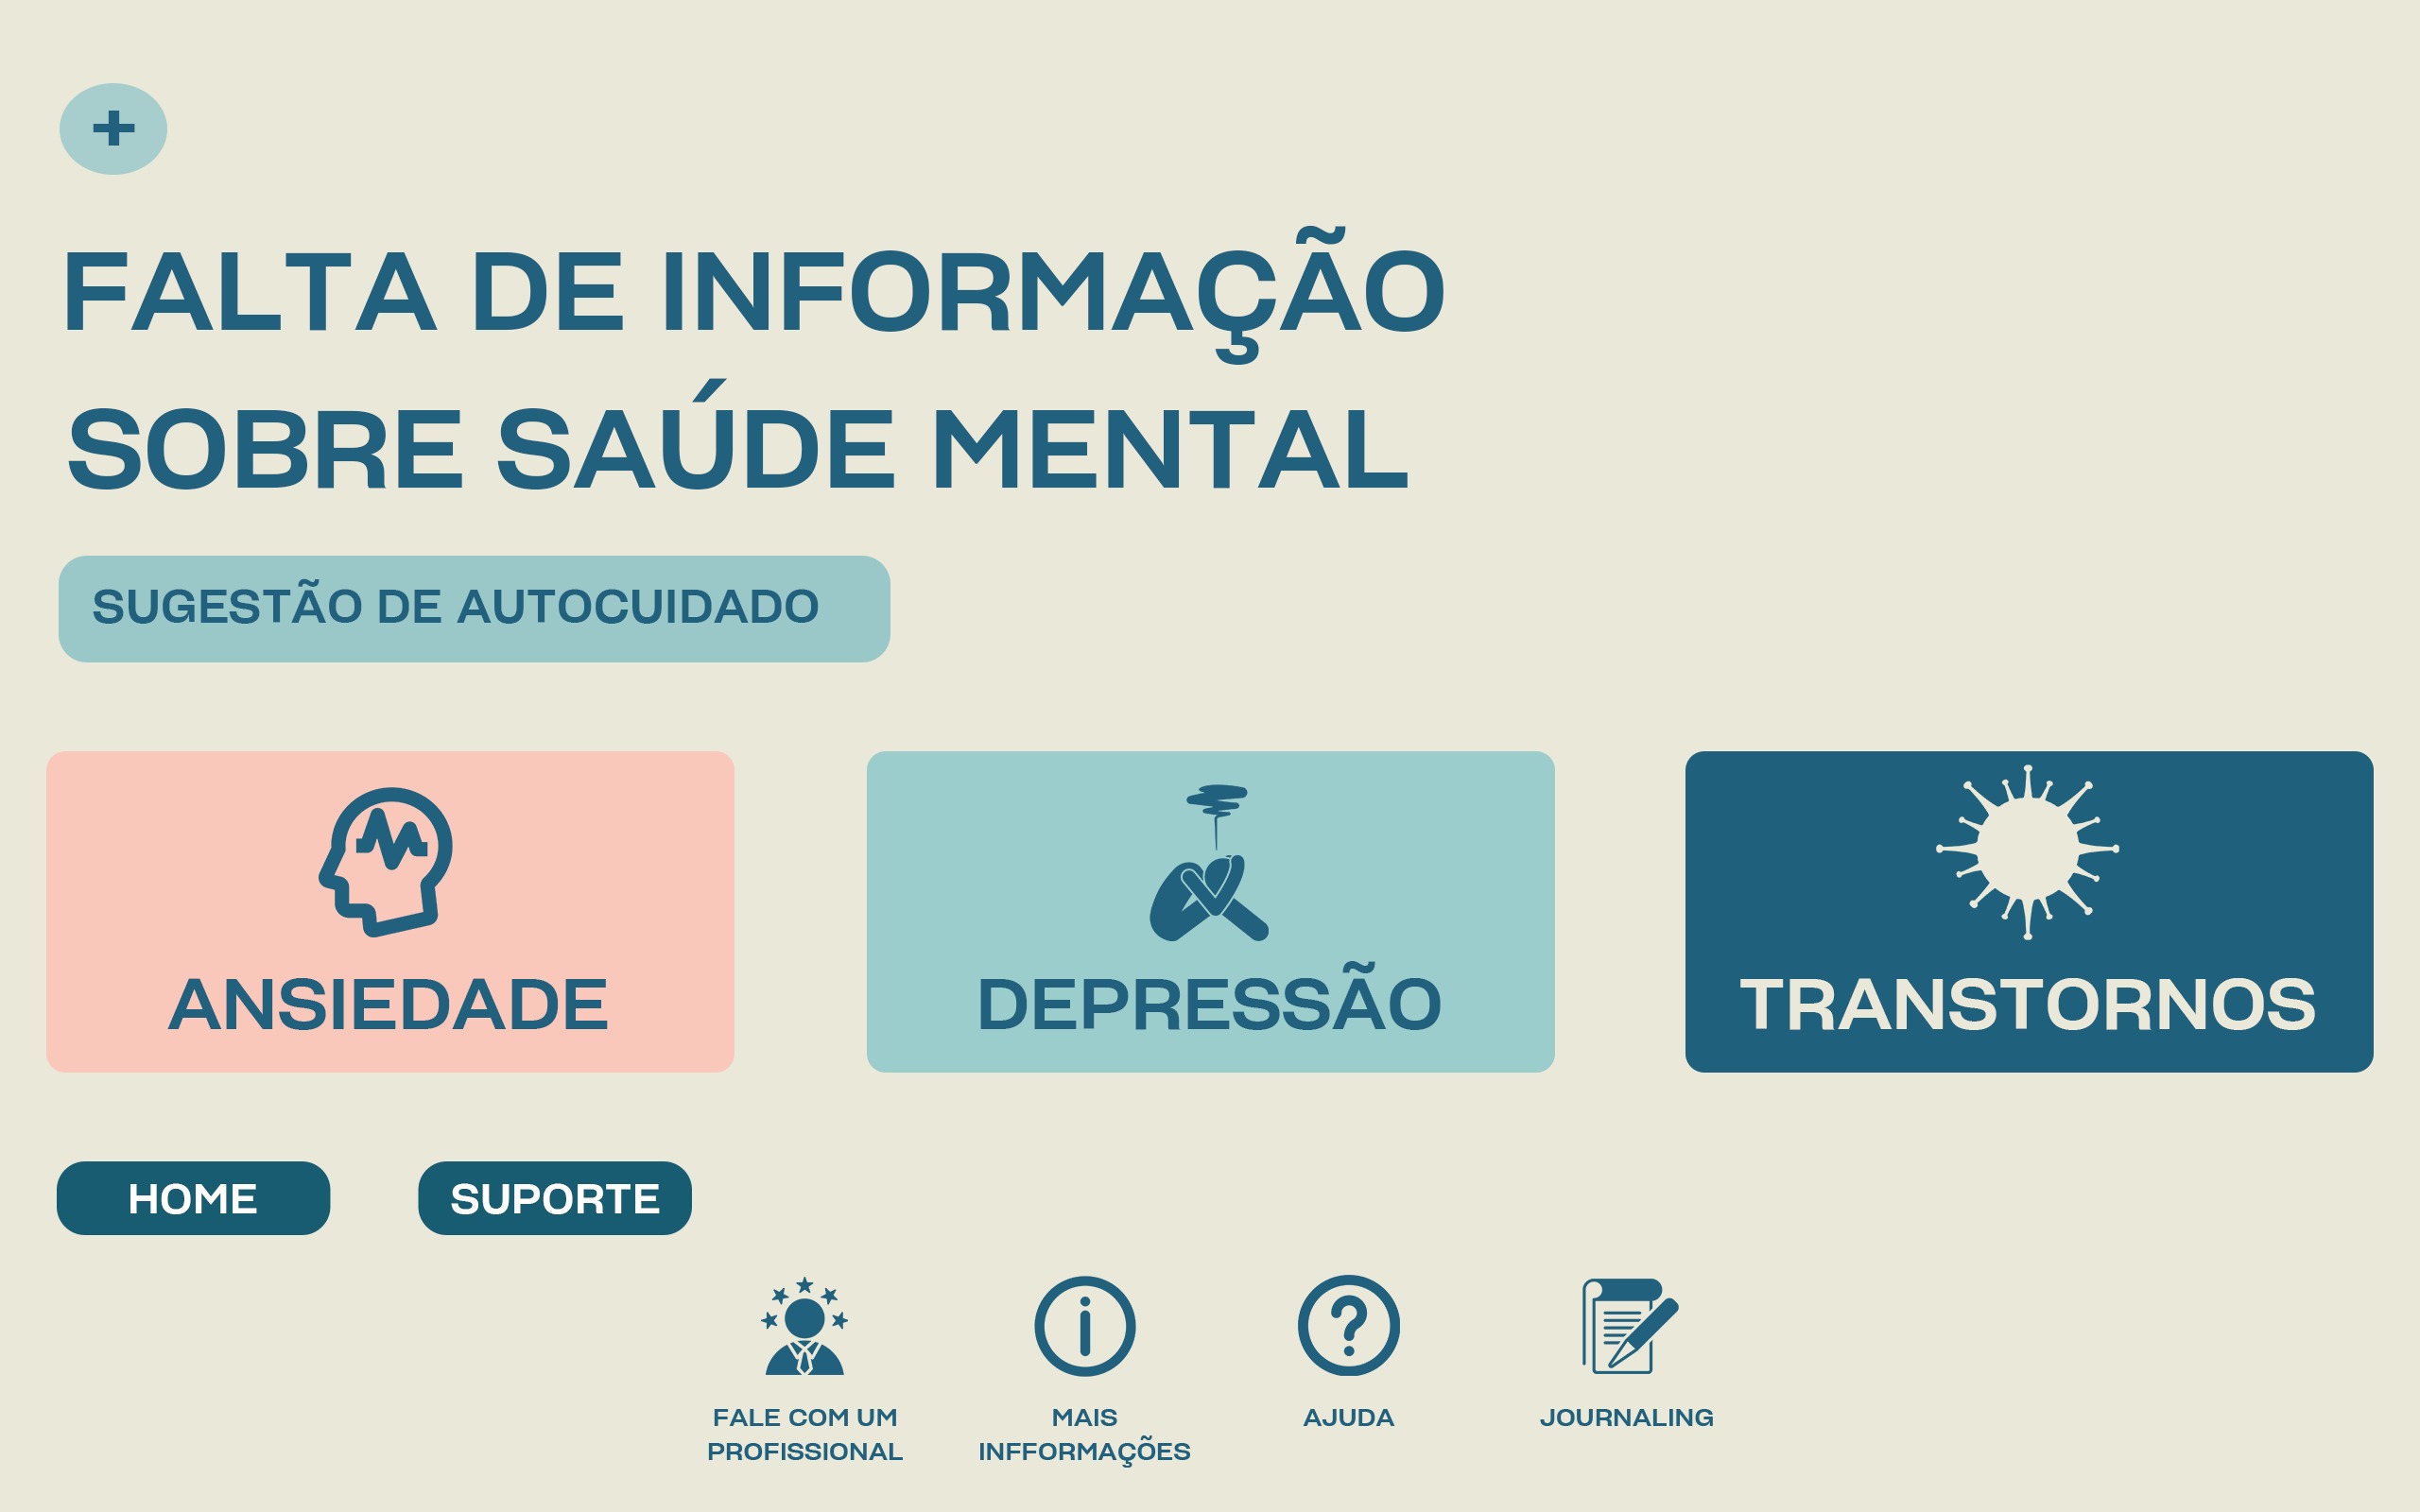 +
FALTA DE INFORMAÇÃO
SOBRE SAÚDE MENTAL
SUGESTÃO DE AUTOCUIDADO
ANSIEDADE
DEPRESSÃO
TRANSTORNOS
HOME
SUPORTE
FALE COM UM
PROFISSIONAL
MAIS
INFFORMAÇÕES
AJUDA
JOURNALING